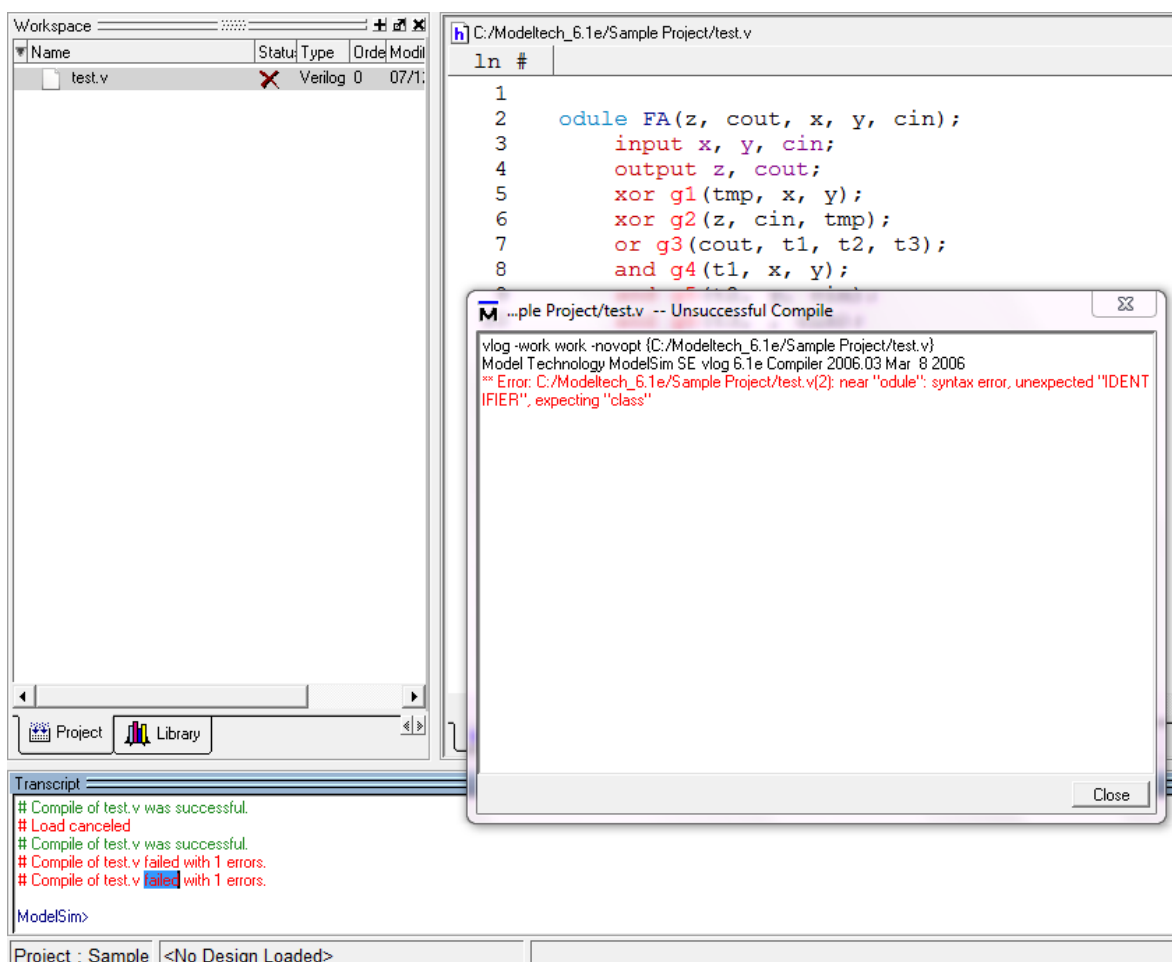 Workspace
Name Statu Type Orde Modif
test.v Verilog 0 07/1
Project Library
C:/Modeltech_6.1e/Sample Project/test.v
ln #
1
2 odule FA(z, cout, x, y, cin);
3 input x, y, cin;
4 output z, cout;
5 xor g1(tmp, x, y);
6 xor g2(z, cin, tmp);
7 or g3(cout, t1, t2, t3);
8 and g4(t1, x, y);
...ple Project/test.v -- Unsuccessful Compile
vlog -work work -novopt {C:/Modeltech_6.1e/Sample Project/test.v}
Model Technology ModelSim SE vlog 6.1e Compiler 2006.03 Mar 8 2006
** Error: C:/Modeltech_6.1e/Sample Project/test.v(2): near "odule": syntax error, unexpected "IDENT
IFIER", expecting "class"
Close
Transcript
# Compile of test.v was successful.
# Load canceled
# Compile of test.v was successful.
# Compile of test.v failed with 1 errors.
# Compile of test.v failed with 1 errors.
ModelSim>
Project : Sample <No Design Loaded>